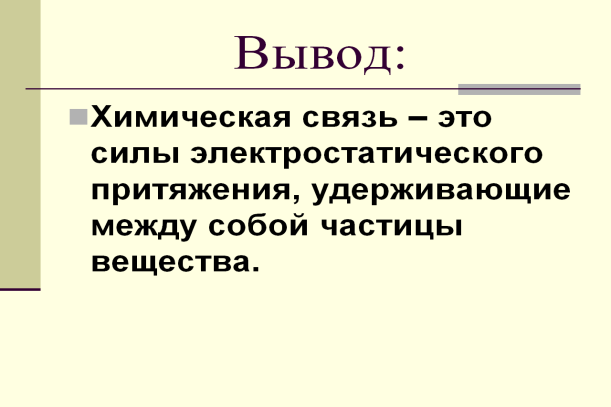 Вывод:
Химическая связь – это
силы электростатического
притяжения, удерживающие
между собой частицы
вещества.